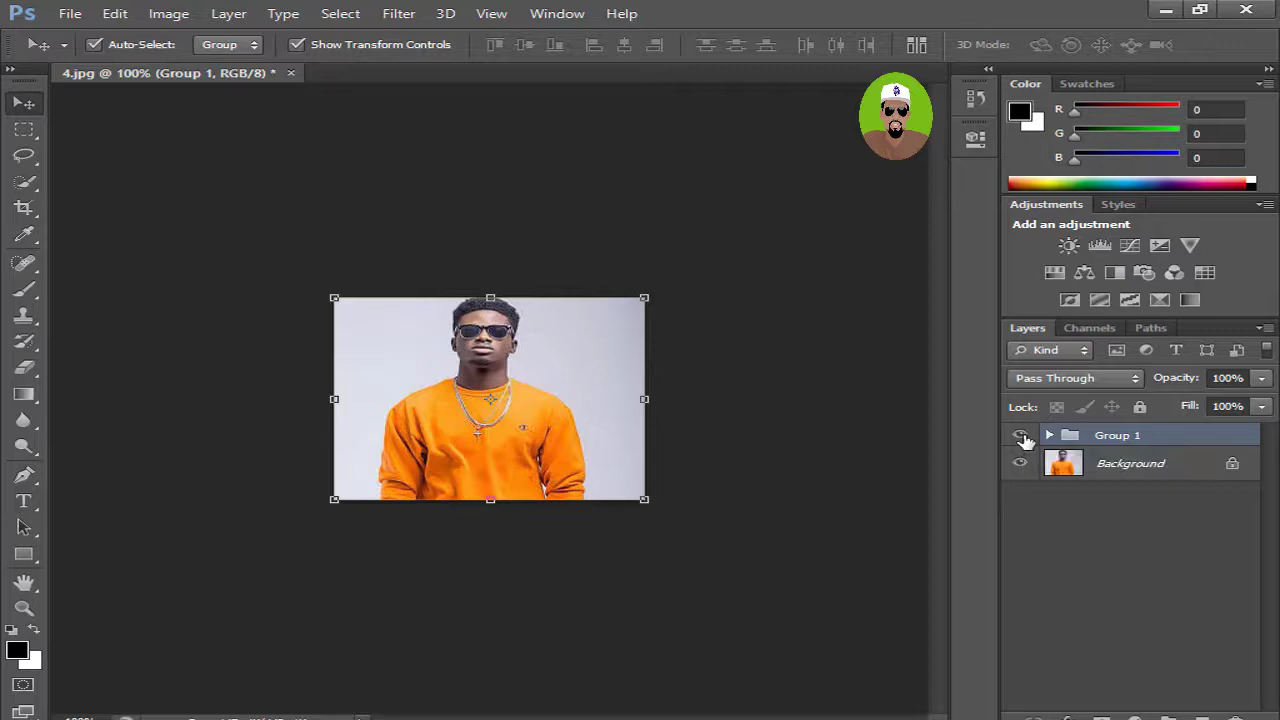 Ps File Edit Image Layer Type Select Filter 3D View Window Help
Auto-Select: Group Show Transform Controls 3D Mode:
4.jpg @ 100% (Group 1, RGB/8) * ×
Color Swatches
R 0
G 0
B 0
Adjustments Styles
Add an adjustment
Layers Channels Paths
Kind
Pass Through Opacity: 100%
Lock: Fill: 100%
Group 1
Background